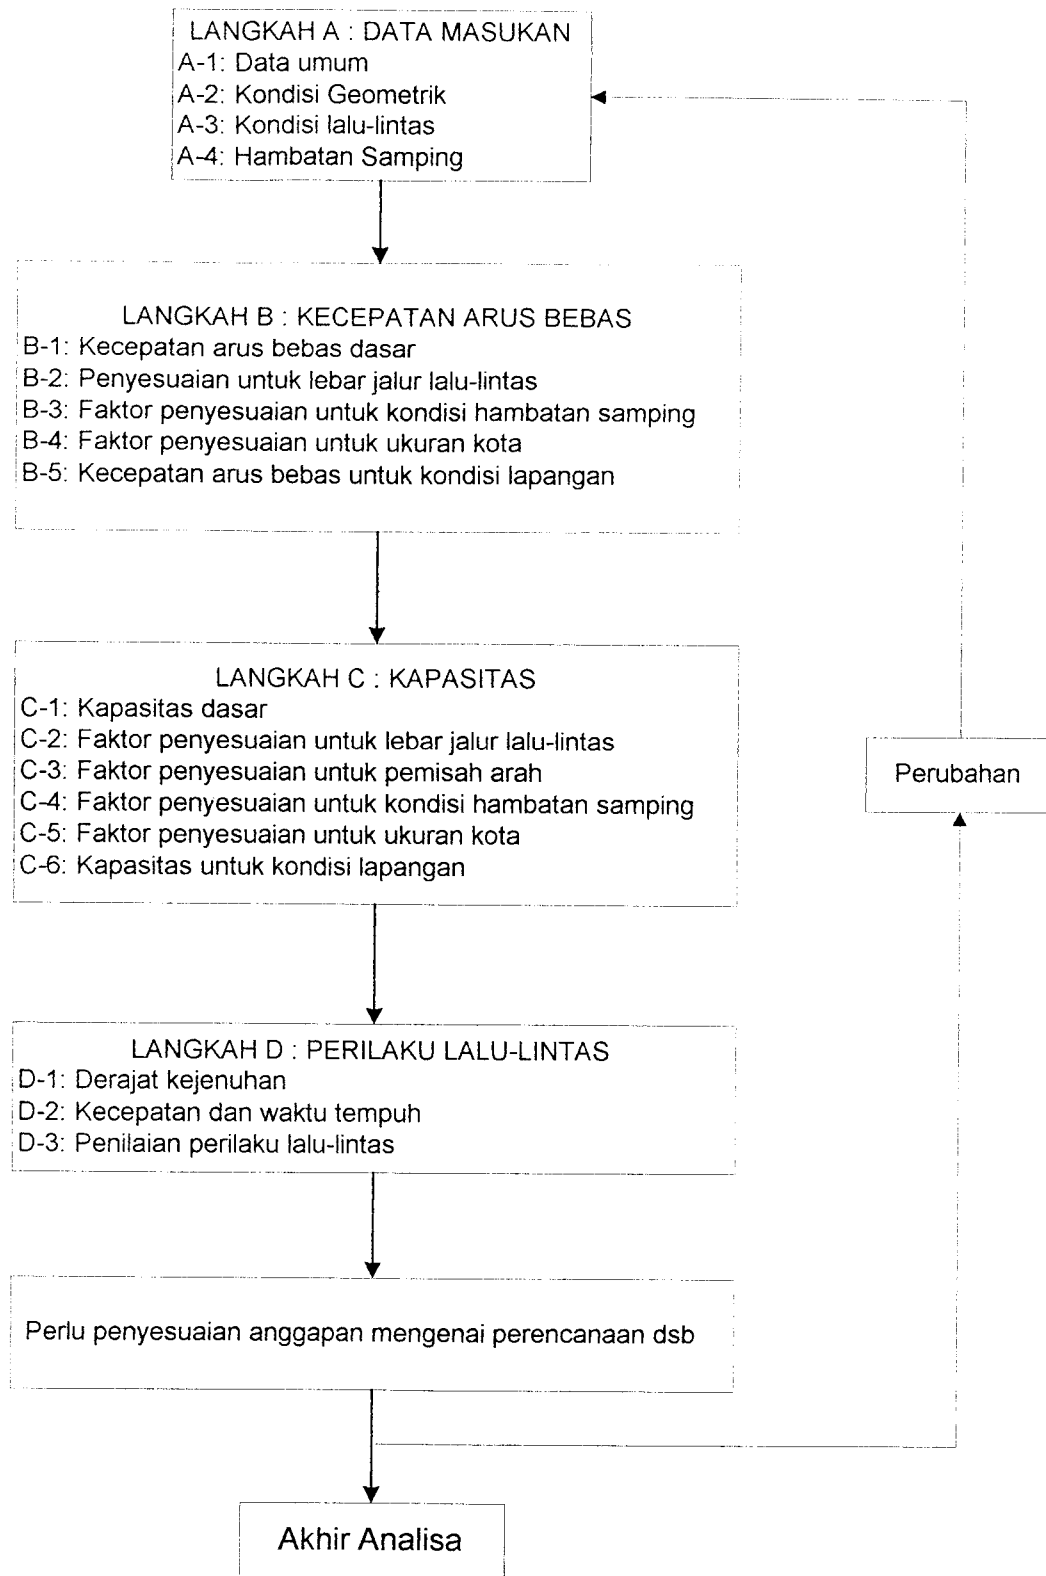 LANGKAH A : DATA MASUKAN
A-1: Data umum
A-2: Kondisi Geometrik
A-3: Kondisi lalu-lintas
A-4: Hambatan Samping
LANGKAH B : KECEPATAN ARUS BEBAS
B-1: Kecepatan arus bebas dasar
B-2: Penyesuaian untuk lebar jalur lalu-lintas
B-3: Faktor penyesuaian untuk kondisi hambatan samping
B-4: Faktor penyesuaian untuk ukuran kota
B-5: Kecepatan arus bebas untuk kondisi lapangan
LANGKAH C : KAPASITAS
C-1: Kapasitas dasar
C-2: Faktor penyesuaian untuk lebar jalur lalu-lintas
C-3: Faktor penyesuaian untuk pemisah arah
C-4: Faktor penyesuaian untuk kondisi hambatan samping
C-5: Faktor penyesuaian untuk ukuran kota
C-6: Kapasitas untuk kondisi lapangan
Perubahan
LANGKAH D : PERILAKU LALU-LINTAS
D-1: Derajat kejenuhan
D-2: Kecepatan dan waktu tempuh
D-3: Penilaian perilaku lalu-lintas
Perlu penyesuaian anggapan mengenai perencanaan dsb
Akhir Analisa